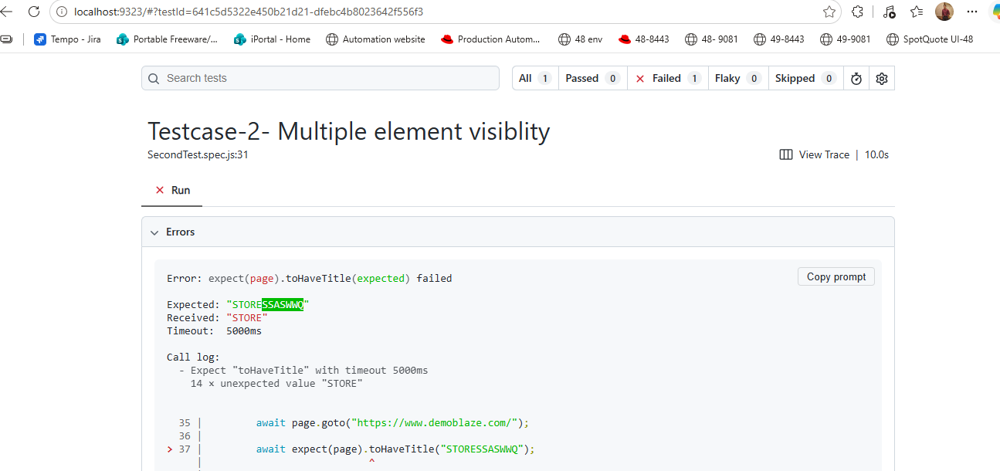 localhost:9323/#?testId=641c5d5322e450b21d21-dfebc4b8023642f556f3
Tempo - Jira Portable Freeware/... iPortal - Home Automation website Production Autom... 48 env 48-8443 48- 9081 49-8443 49-9081 SpotQuote UI-48
Search tests All 1 Passed 0 Failed 1 Flaky 0 Skipped 0
Testcase-2- Multiple element visiblity
SecondTest.spec.js:31 View Trace | 10.0s
Run
Errors
Error: expect(page).toHaveTitle(expected) failed Copy prompt
Expected: "STORESSASWWQ"
Received: "STORE"
Timeout: 5000ms
Call log:
- Expect "toHaveTitle" with timeout 5000ms
14 × unexpected value "STORE"
35 | await page.goto("https://www.demoblaze.com/");
36 |
> 37 | await expect(page).toHaveTitle("STORESSASWWQ");
| ^